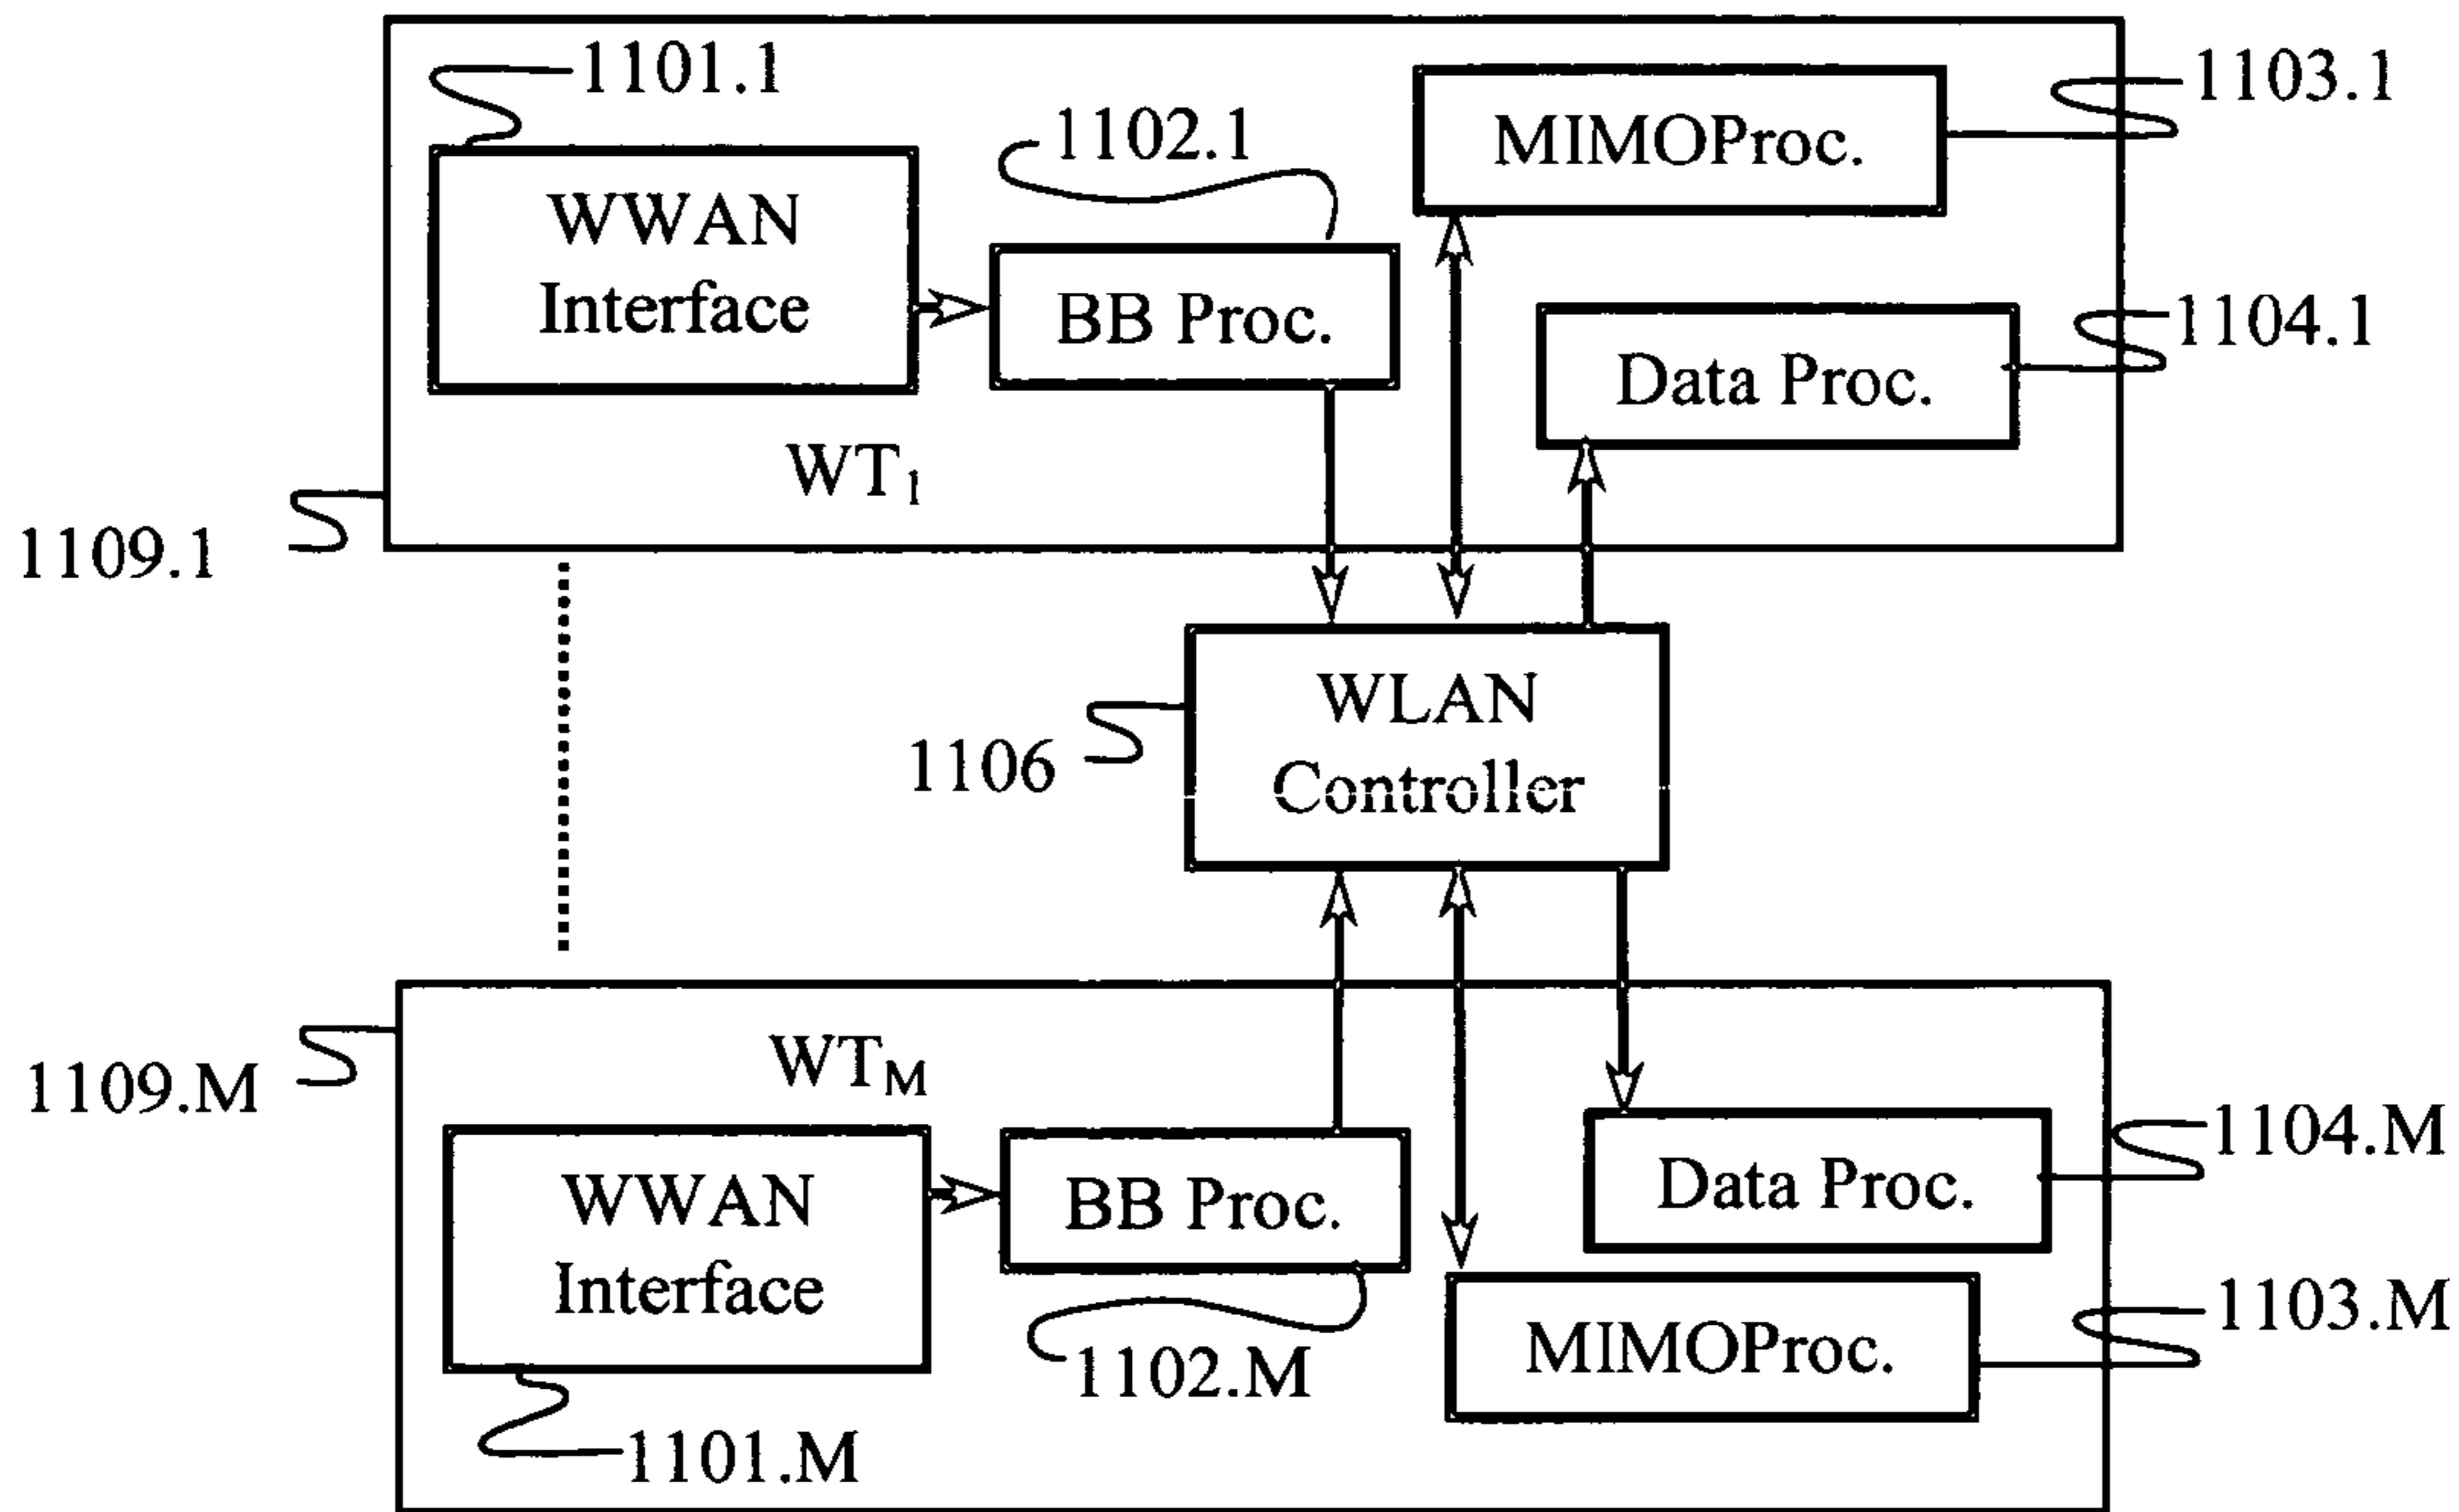 1101.1
1103.1
1102.1
MIMOProc.
WWAN
Interface
BB Proc.
1104.1
Data Proc.
WT1
1109.1
WLAN
Controller
1106
WTM
1109.M
1104.M
WWAN
Interface
BB Proc.
Data Proc.
1103.M
MIMOProc.
1102.M
1101.M